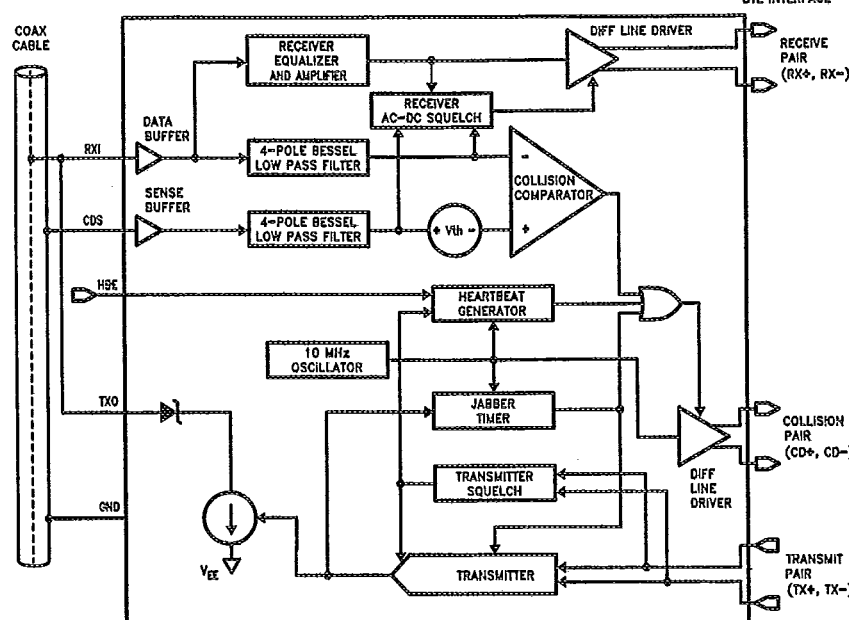 DTE INTERFACE
COAX
CABLE
RECEIVER
EQUALIZER
AND AMPLIFIER
DIFF LINE DRIVER
RECEIVE
PAIR
(RX+, RX-)
RECEIVER
AC-DC SQUELCH
DATA
BUFFER
RXI
4-POLE BESSEL
LOW PASS FILTER
-
COLLISION
COMPARATOR
SENSE
BUFFER
CDS
4-POLE BESSEL
LOW PASS FILTER
+ Vth -
+
HBE
HEARTBEAT
GENERATOR
10 MHz
OSCILLATOR
TXO
JABBER
TIMER
COLLISION
PAIR
(CD+, CD-)
TRANSMITTER
SQUELCH
DIFF
LINE
DRIVER
GND
VEE
TRANSMITTER
TRANSMIT
PAIR
(TX+, TX-)